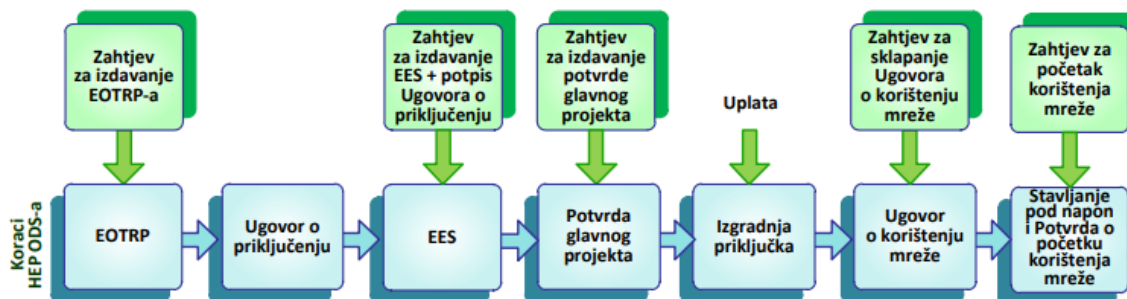 Zahtjev
za izdavanje
EOTRP-a
Zahtjev
za izdavanje
EES + potpis
Ugovora o
priključenju
Zahtjev
za izdavanje
potvrde
glavnog
projekta
Uplata
Zahtjev za
sklapanje
Ugovora
o korištenju
mreže
Zahtjev za
početak
korištenja
mreže
Koraci
HEP ODS-a
EOTRP
Ugovor o
priključenju
EES
Potvrda
glavnog
projekta
Izgradnja
priključka
Ugovor
o korištenju
mreže
Stavljanje
pod napon
i Potvrda o
početku
korištenja
mreže